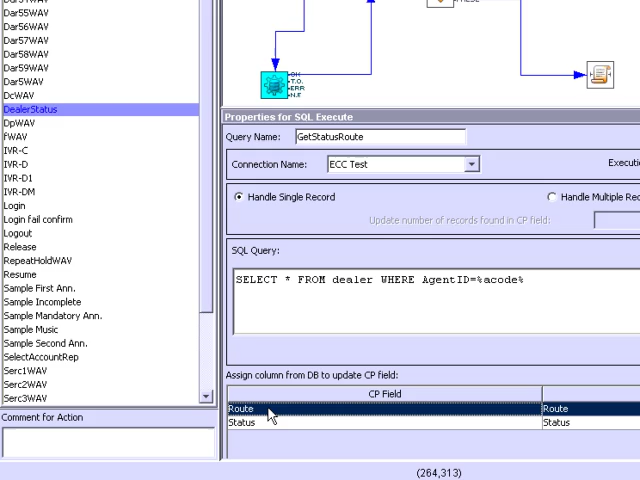 Dar55WAV
Dar56WAV
Dar57WAV
Dar58WAV
Dar59WAV
Dar5WAV
DcWAV
DealerStatus
DpWAV
fWAV
IVR-C
IVR-D
IVR-D1
IVR-DM
Login
Login fail confirm
Logout
Release
RepeatHoldWAV
Resume
Sample First Ann.
Sample Incomplete
Sample Mandatory Ann.
Sample Music
Sample Second Ann.
SelectAccountRep
Serc1WAV
Serc2WAV
Serc3WAV
Comment for Action
OK
T.O.
ERR
N.F
Properties for SQL Execute
Query Name: GetStatusRoute
Connection Name: ECC Test
Executi
Handle Single Record
Handle Multiple Rec
Update number of records found in CP field:
SQL Query:
SELECT * FROM dealer WHERE AgentID=%acode%
Assign column from DB to update CP field:
CP Field
Route Route
Status Status
(264,313)